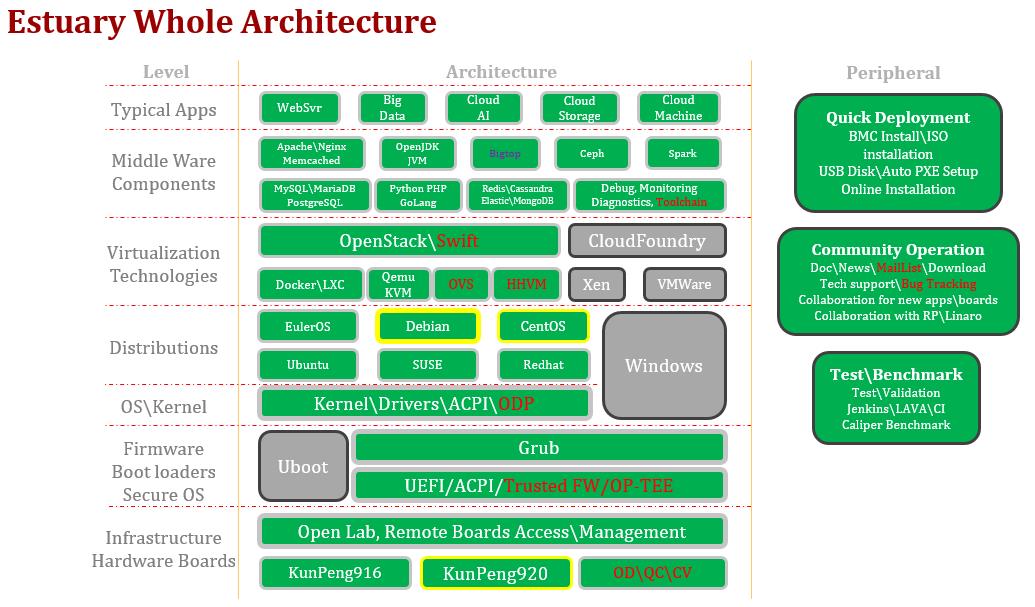 Estuary Whole Architecture
Level
Architecture
Peripheral
Typical Apps
WebSvr
Big
Data
Cloud
AI
Cloud
Storage
Cloud
Machine
Middle Ware
Components
Apache\Nginx
Memcached
OpenJDK
JVM
Bigtop
Ceph
Spark
MySQL\MariaDB
PostgreSQL
Python PHP
GoLang
Redis\Cassandra
Elastic\MongoDB
Debug, Monitoring
Diagnostics, Toolchain
Virtualization
Technologies
OpenStack\Swift
CloudFoundry
Docker\LXC
Qemu
KVM
OVS
HHVM
Xen
VMWare
Distributions
EulerOS
Debian
CentOS
Ubuntu
SUSE
Redhat
Windows
OS\Kernel
Kernel\Drivers\ACPI\ODP
Firmware
Boot loaders
Secure OS
Uboot
Grub
UEFI/ACPI/Trusted FW/OP-TEE
Infrastructure
Hardware Boards
Open Lab, Remote Boards Access\Management
KunPeng916
KunPeng920
OD\QC\CV
Quick Deployment
BMC Install\ISO
installation
USB Disk\Auto PXE Setup
Online Installation
Community Operation
Doc\News\MailList\Download
Tech support\Bug Tracking
Collaboration for new apps\boards
Collaboration with RP\Linaro
Test\Benchmark
Test\Validation
Jenkins\LAVA\CI
Caliper Benchmark